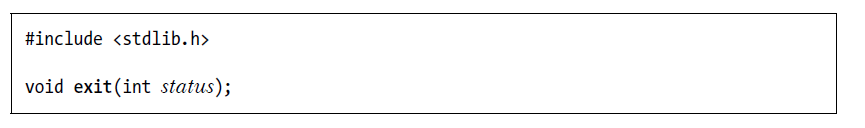 #include <stdlib.h>
void exit(int status);